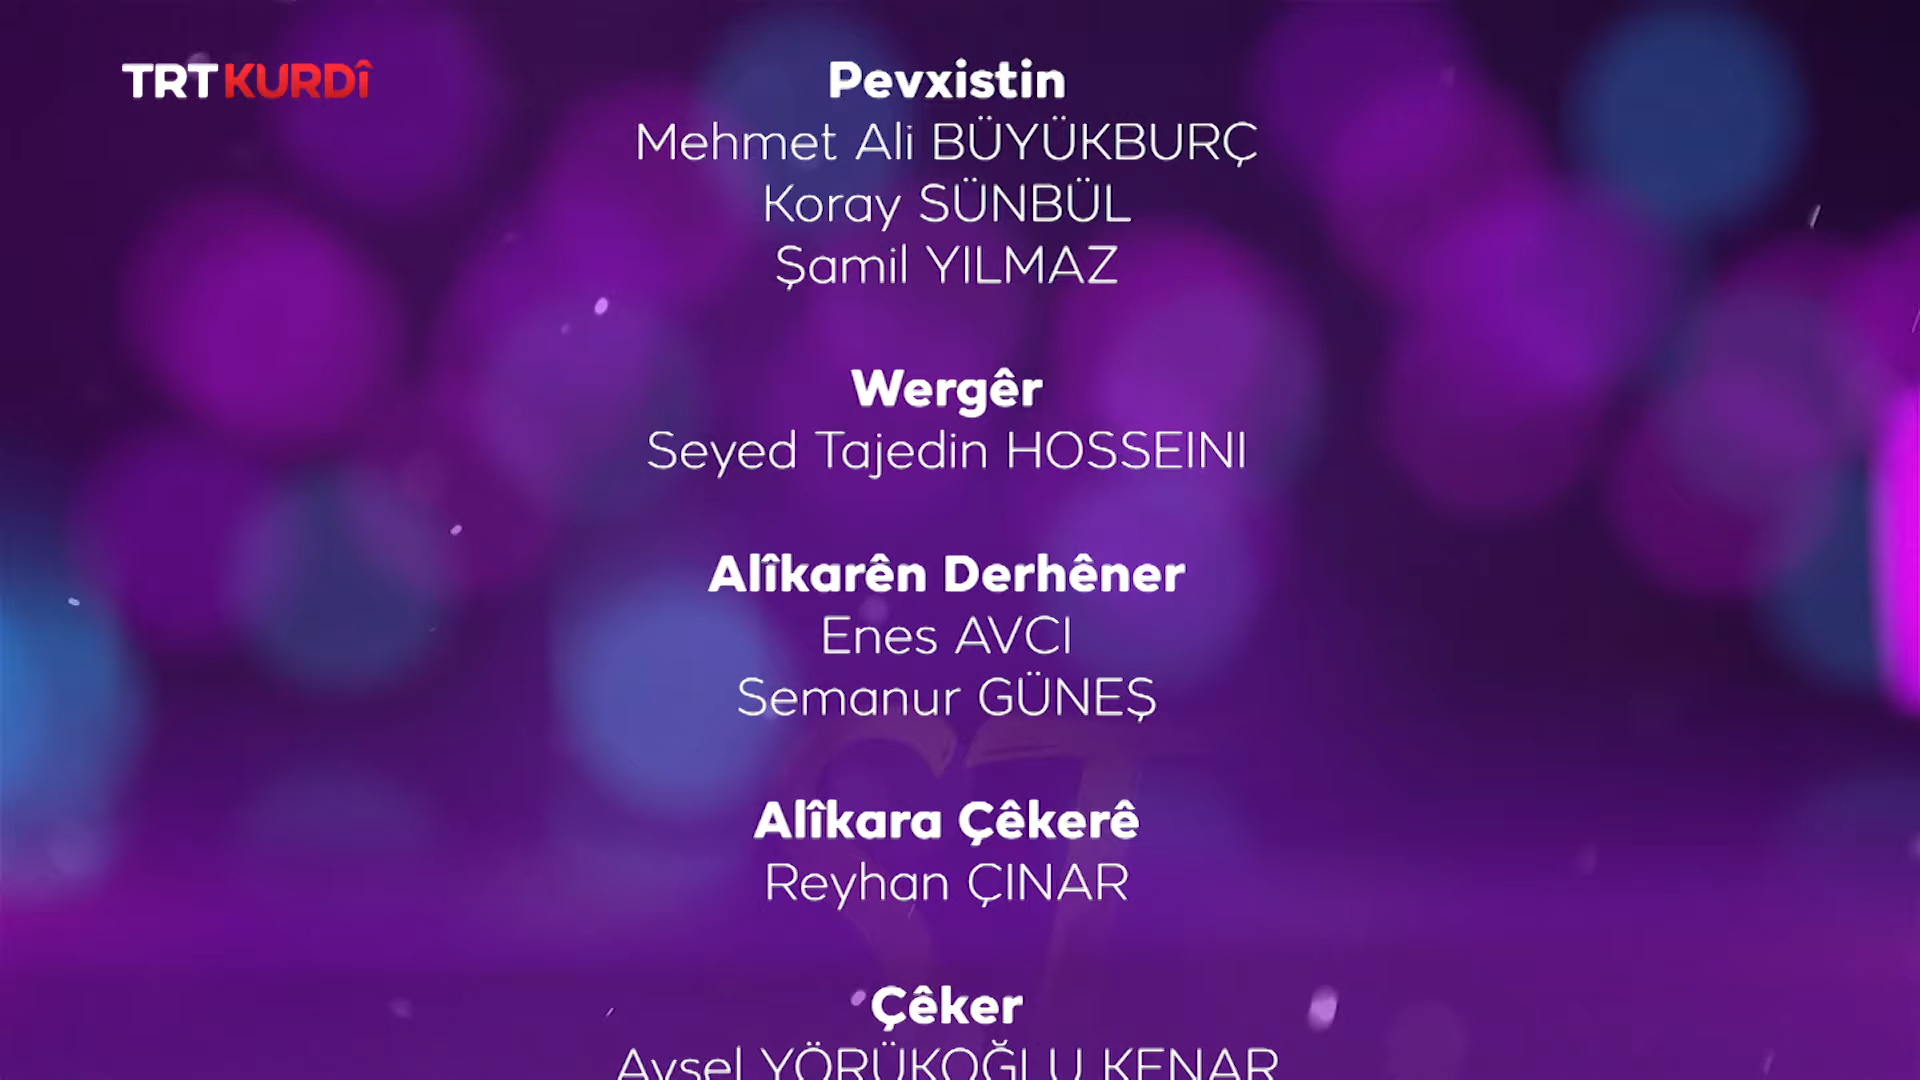 TRT KURDÎ
Pevxistin
Mehmet Ali BÜYÜKBURÇ
Koray SÜNBÜL
Şamil YILMAZ
Wergêr
Seyed Tajedin HOSSEINI
Alîkarên Derhêner
Enes AVCI
Semanur GÜNEŞ
Alîkara Çêkerê
Reyhan ÇINAR
Çêker
Aysel YÖRÜKOĞLU KENAR